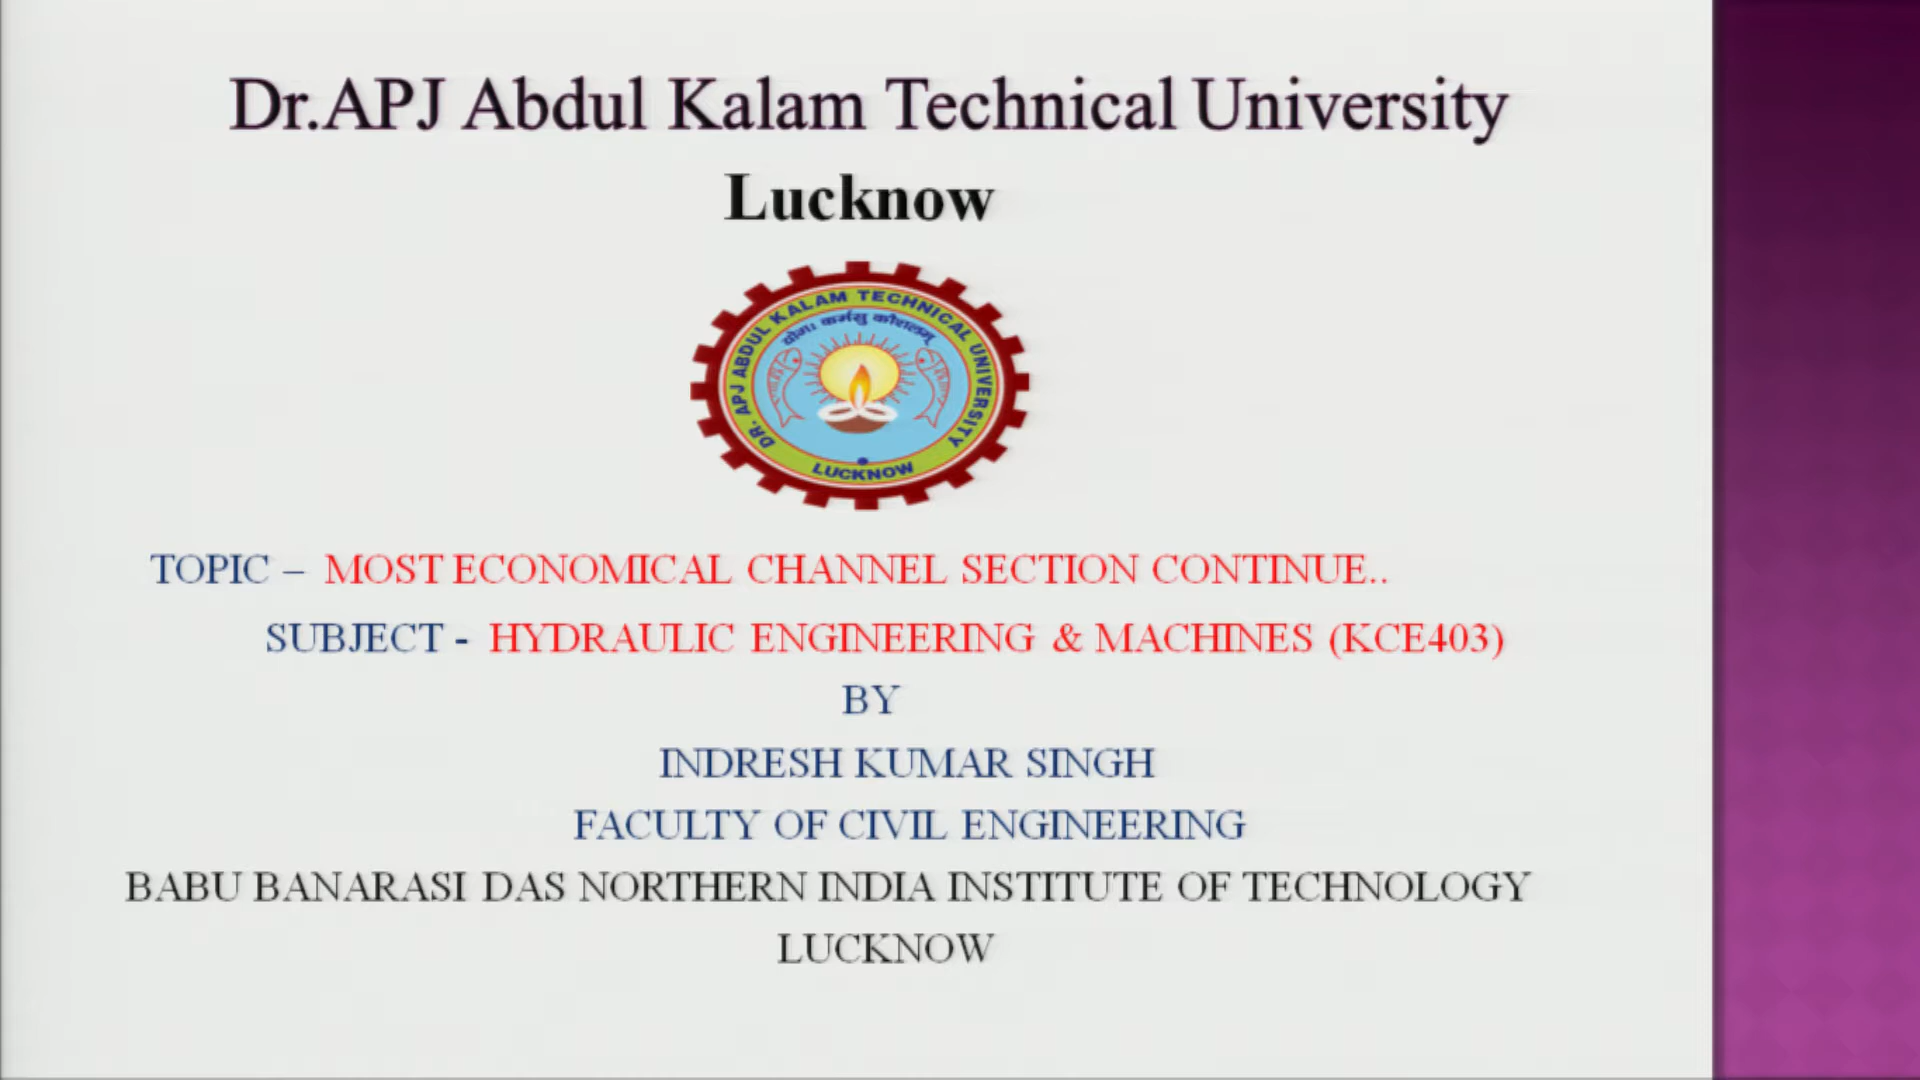 Dr.APJ Abdul Kalam Technical University
Lucknow
DR. APJ ABDUL KALAM TECHNICAL UNIVERSITY
योगः कर्मसु कौशलम्
LUCKNOW
TOPIC – MOST ECONOMICAL CHANNEL SECTION CONTINUE..
SUBJECT - HYDRAULIC ENGINEERING & MACHINES (KCE403)
BY
INDRESH KUMAR SINGH
FACULTY OF CIVIL ENGINEERING
BABU BANARASI DAS NORTHERN INDIA INSTITUTE OF TECHNOLOGY
LUCKNOW